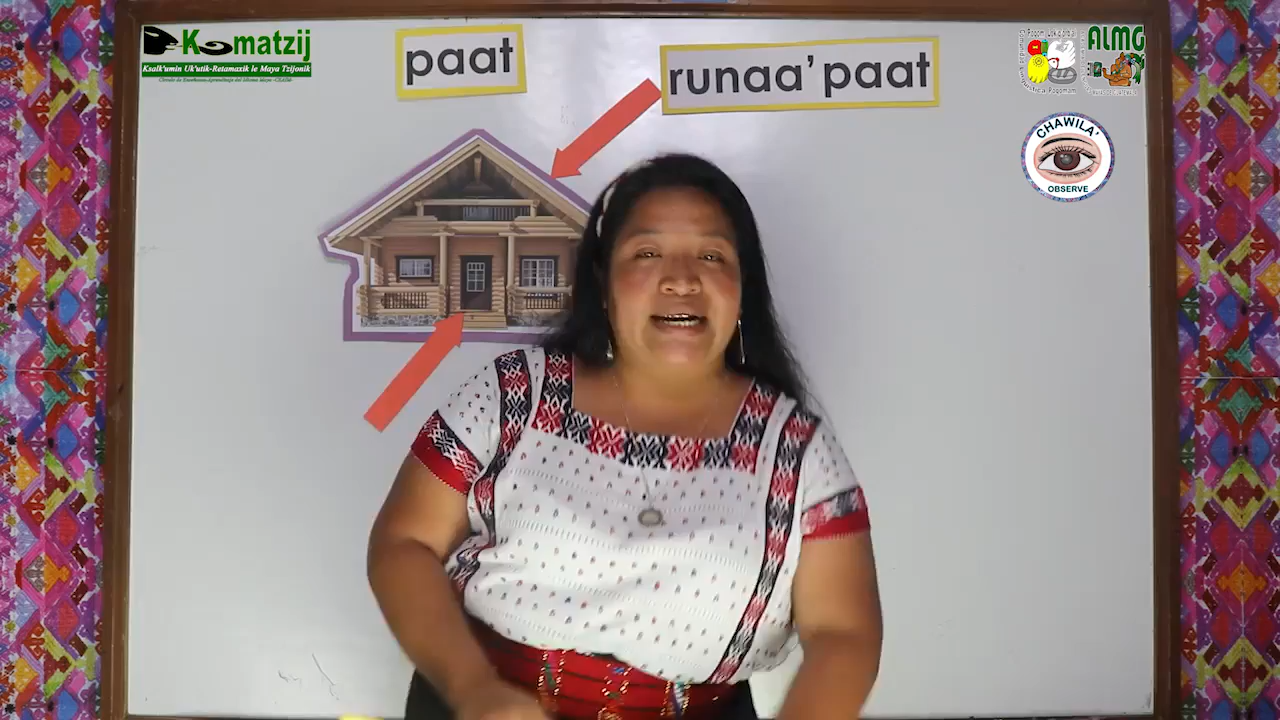 Komatzij
Ksalk'umin Uk'utik-Retamaxik le Maya Tzijonik
paat
runaa'paat
ALMG
CHAWILA'
OBSERVE